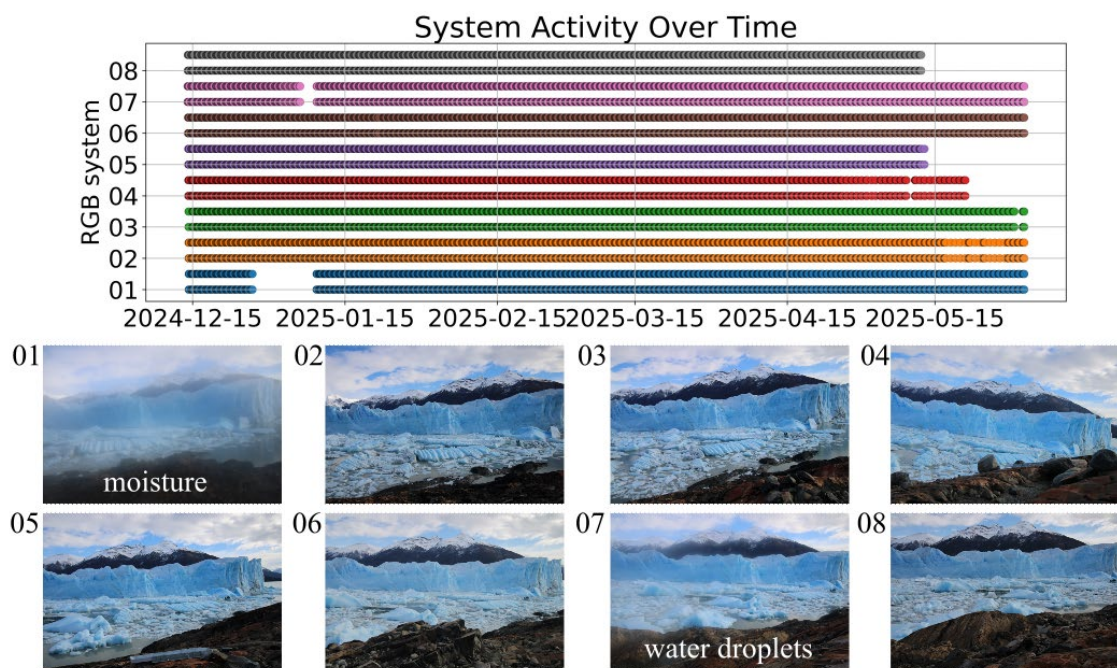 System Activity Over Time
RGB system
08
07
06
05
04
03
02
01
2024-12-15 2025-01-15 2025-02-15 2025-03-15 2025-04-15 2025-05-15
01 02 03 04
moisture
05 06 07 08
water droplets